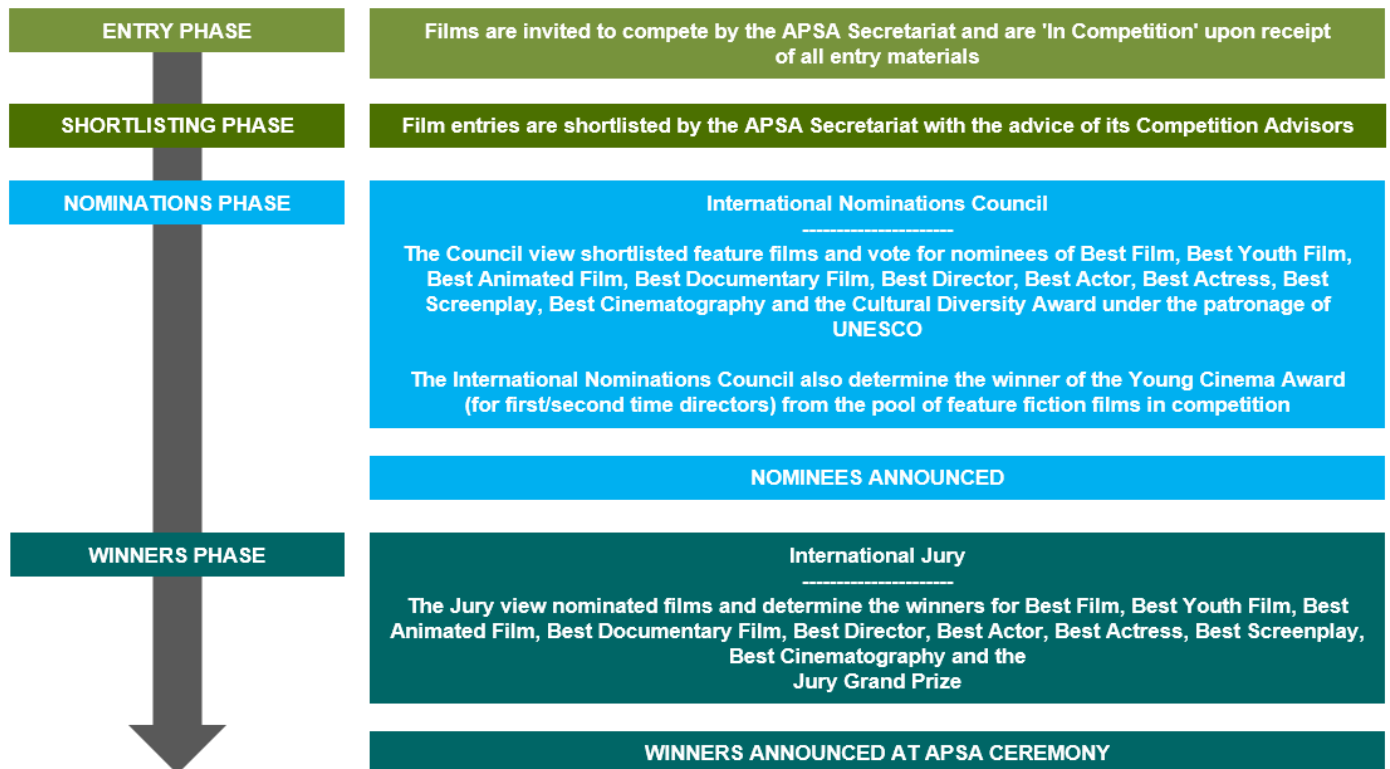 ENTRY PHASE
Films are invited to compete by the APSA Secretariat and are 'In Competition' upon receipt
of all entry materials
SHORTLISTING PHASE
Film entries are shortlisted by the APSA Secretariat with the advice of its Competition Advisors
NOMINATIONS PHASE
International Nominations Council
----------------------
The Council view shortlisted feature films and vote for nominees of Best Film, Best Youth Film,
Best Animated Film, Best Documentary Film, Best Director, Best Actor, Best Actress, Best
Screenplay, Best Cinematography and the Cultural Diversity Award under the patronage of
UNESCO
The International Nominations Council also determine the winner of the Young Cinema Award
(for first/second time directors) from the pool of feature fiction films in competition
NOMINEES ANNOUNCED
WINNERS PHASE
International Jury
----------------------
The Jury view nominated films and determine the winners for Best Film, Best Youth Film, Best
Animated Film, Best Documentary Film, Best Director, Best Actor, Best Actress, Best Screenplay,
Best Cinematography and the
Jury Grand Prize
WINNERS ANNOUNCED AT APSA CEREMONY